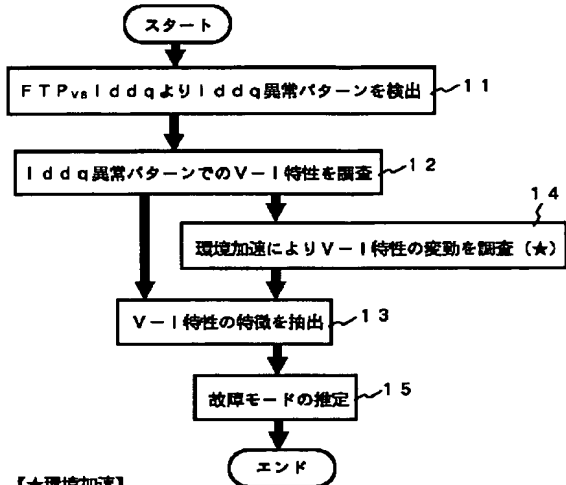 スタート
ＦＴＰvsＩｄｄｑよりＩｄｄｑ異常パターンを検出
１１
Ｉｄｄｑ異常パターンでのＶ－Ｉ特性を調査
１２
１４
環境加速によりＶ－Ｉ特性の変動を調査（★）
Ｖ－Ｉ特性の特徴を抽出
１３
故障モードの推定
１５
エンド
【★環境加速】